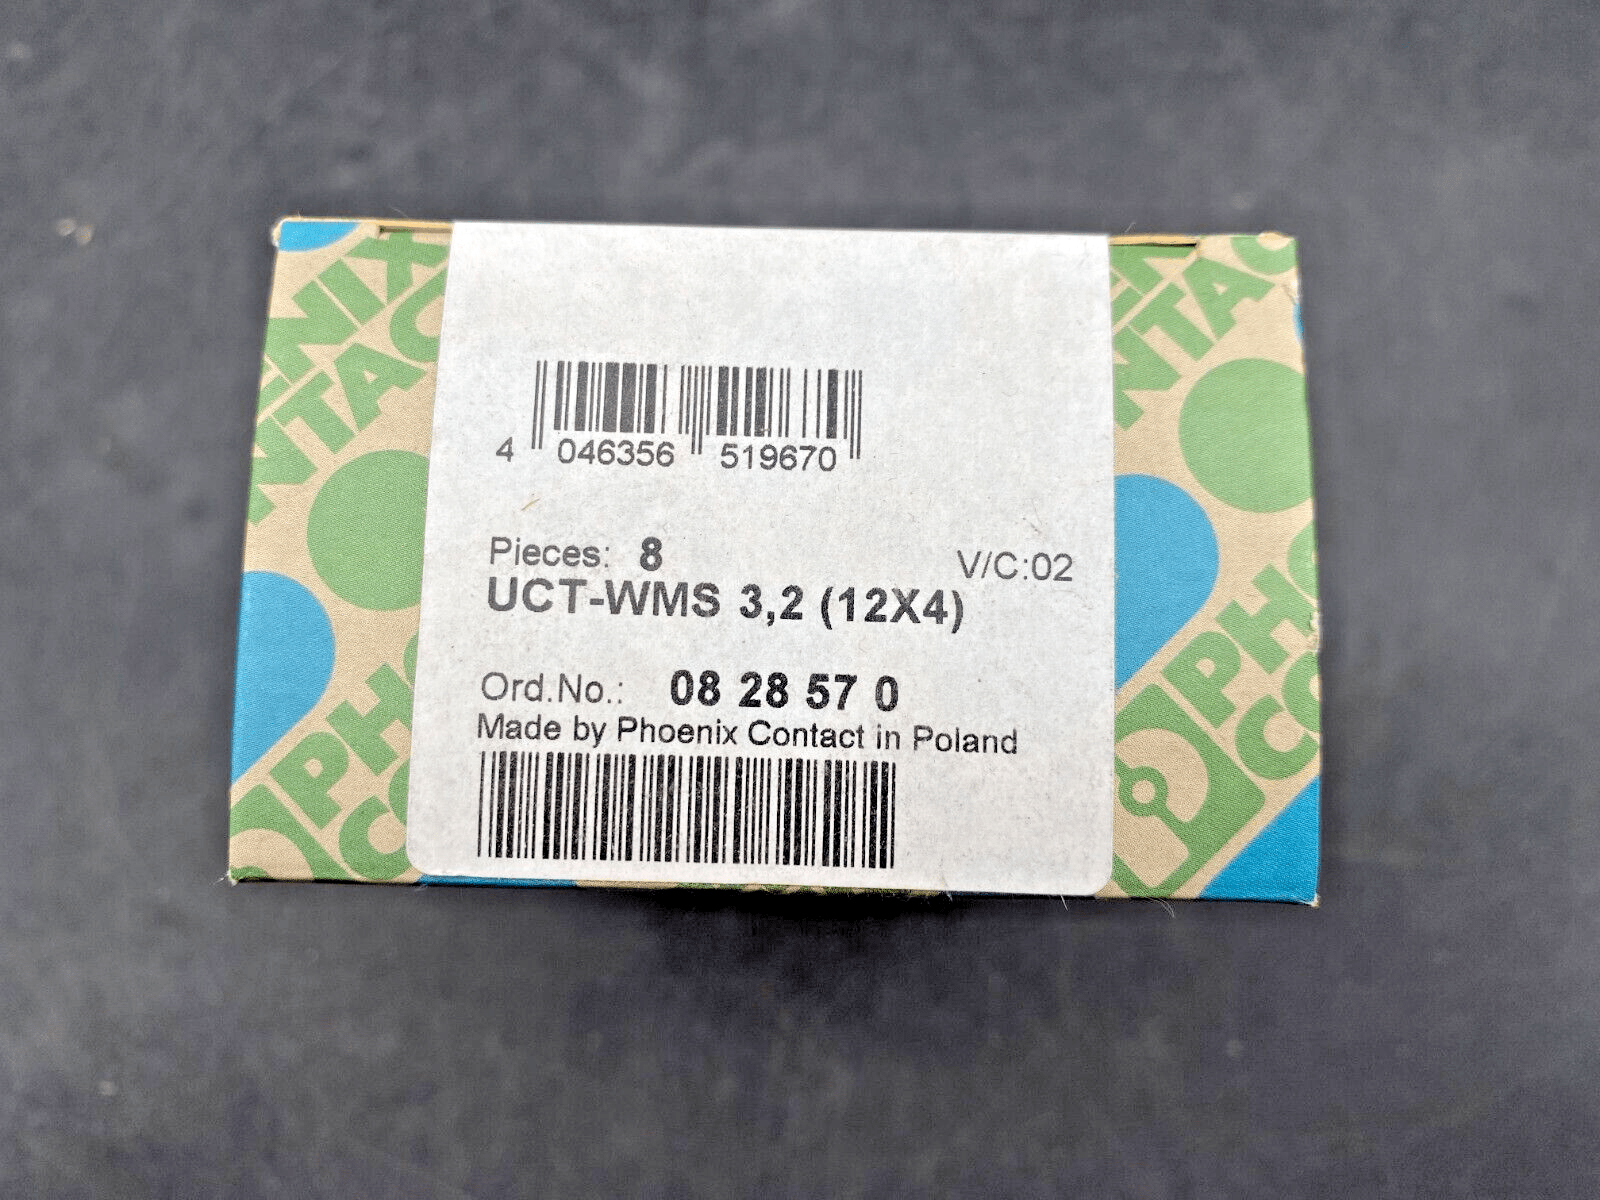 4 046356 519670
Pieces: 8
V/C:02
UCT-WMS 3,2 (12X4)
Ord.No.: 08 28 57 0
Made by Phoenix Contact in Poland